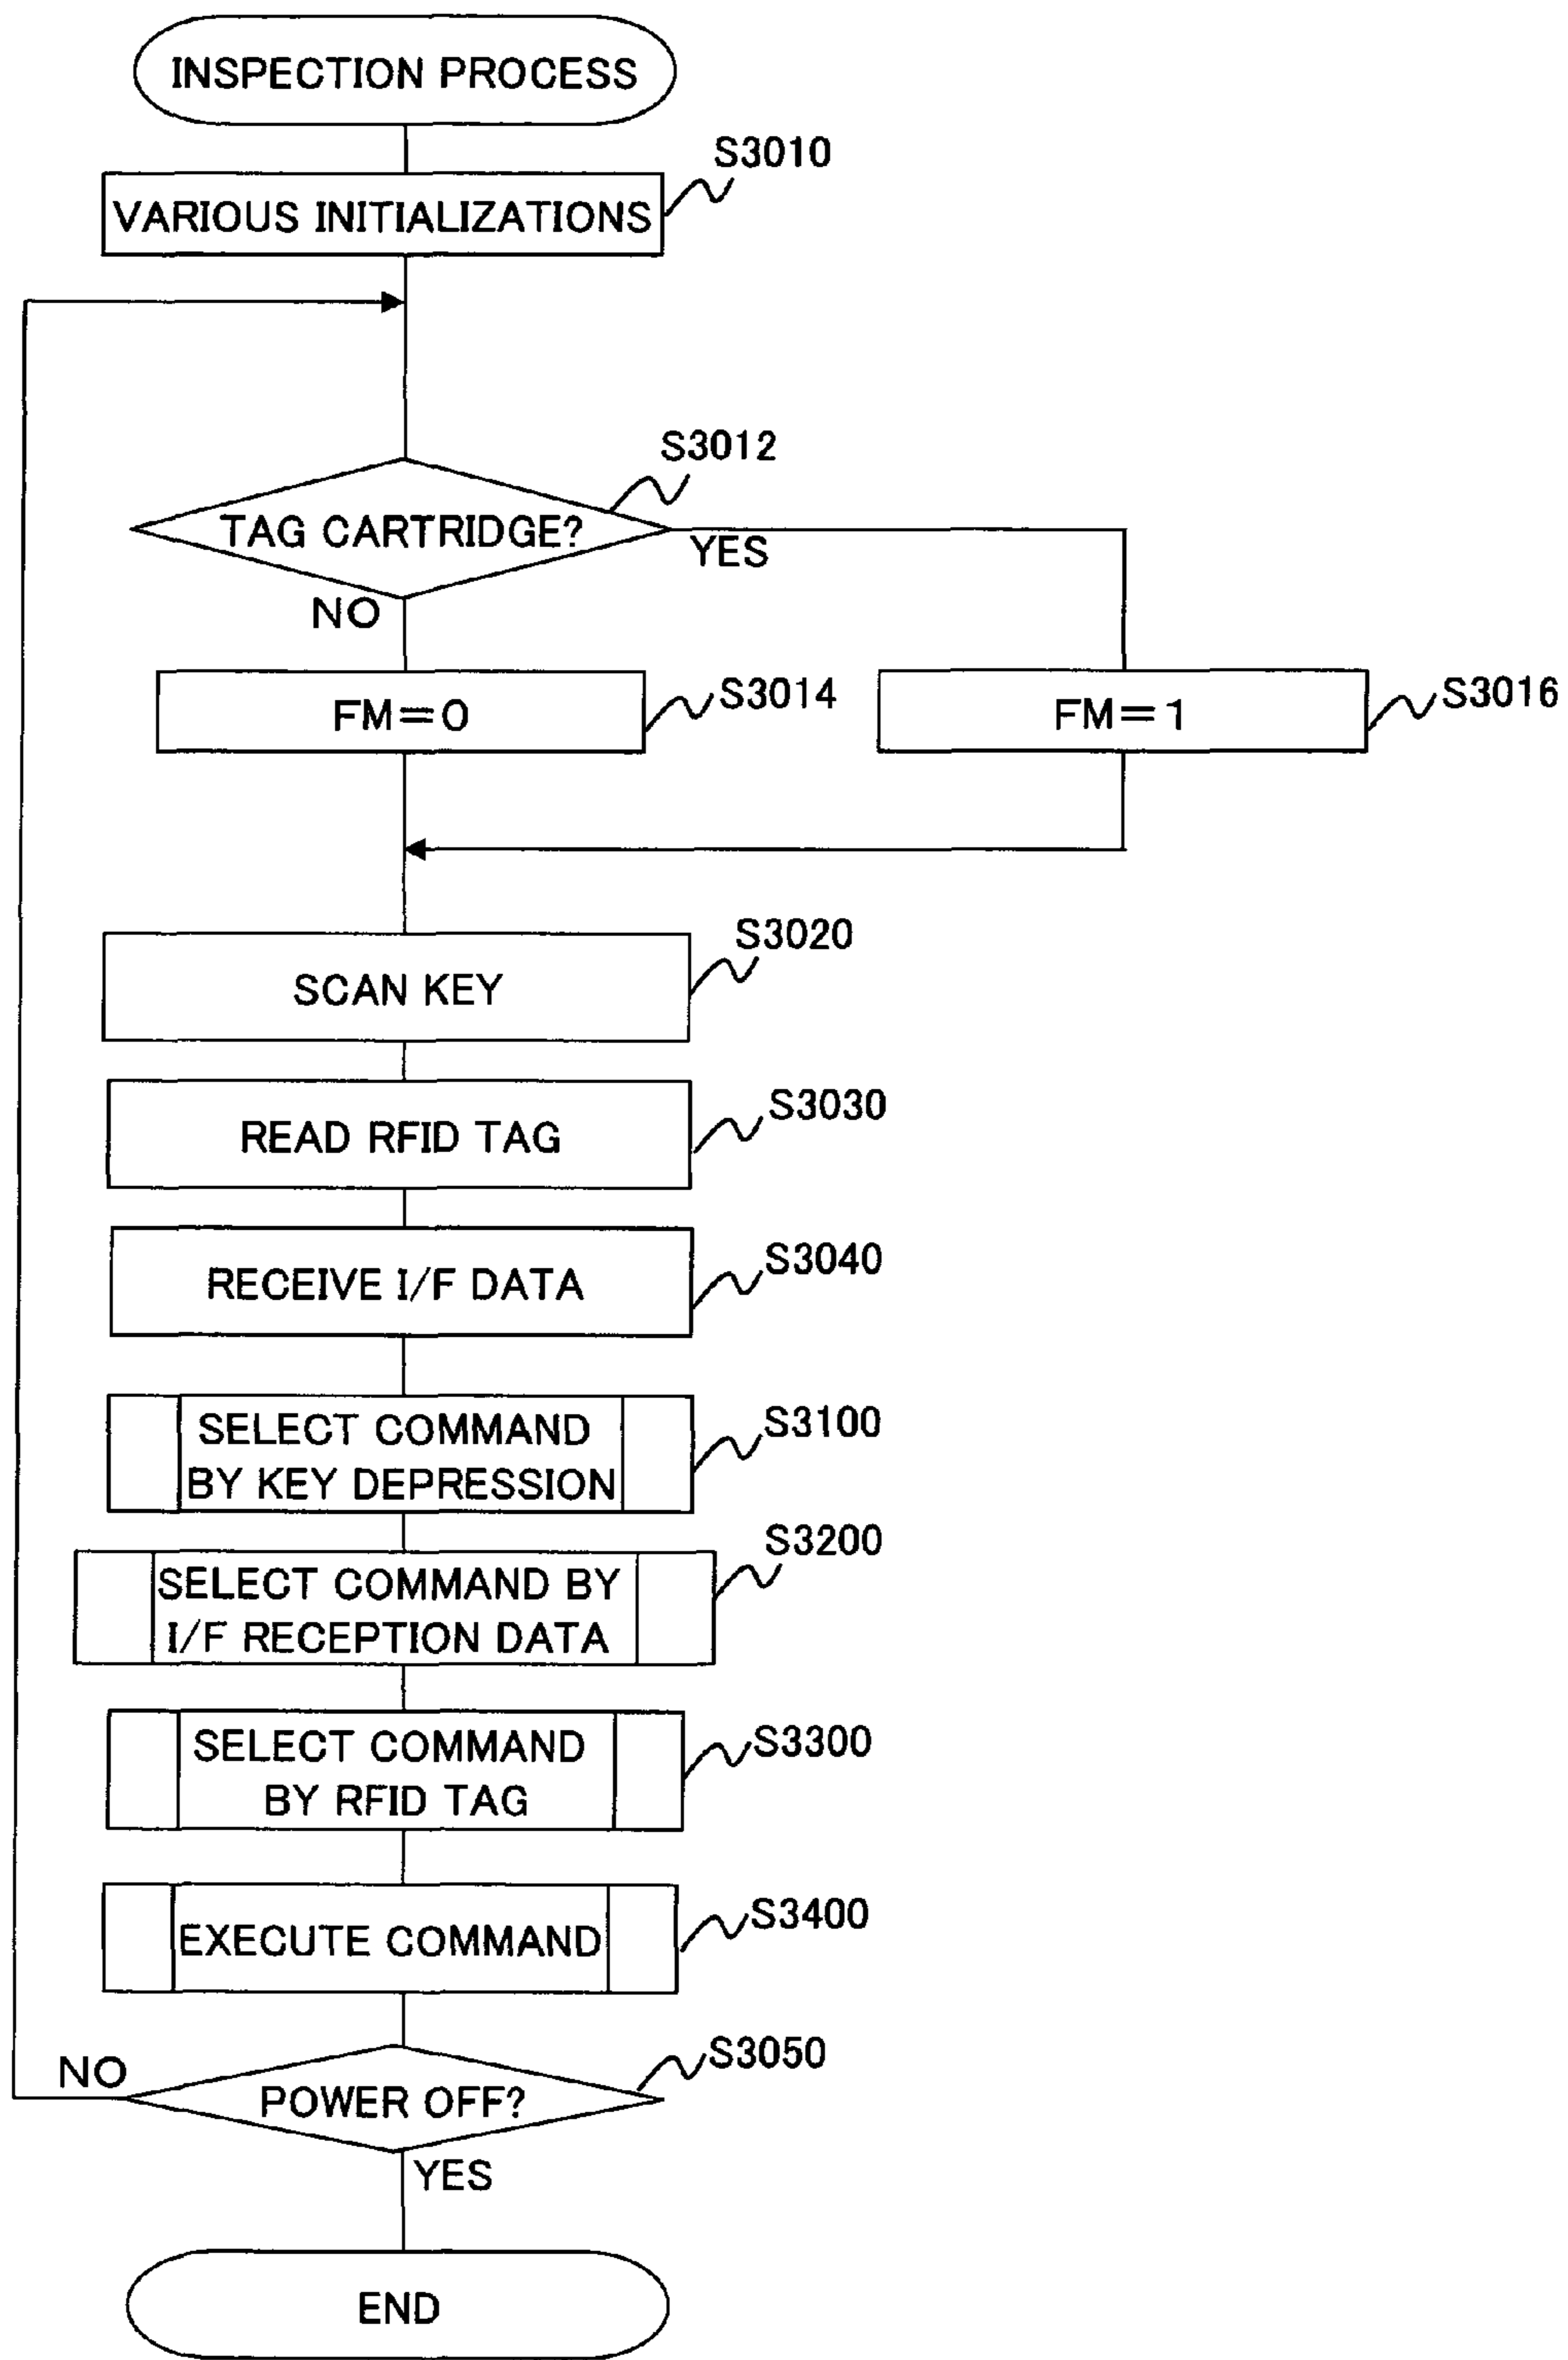 INSPECTION PROCESS
S3010
VARIOUS INITIALIZATIONS
S3012
TAG CARTRIDGE?
YES
NO
FM=0
S3014
FM=1
S3016
S3020
SCAN KEY
S3030
READ RFID TAG
S3040
RECEIVE I/F DATA
S3100
SELECT COMMAND
BY KEY DEPRESSION
S3200
SELECT COMMAND BY
I/F RECEPTION DATA
S3300
SELECT COMMAND
BY RFID TAG
S3400
EXECUTE COMMAND
S3050
NO
POWER OFF?
YES
END